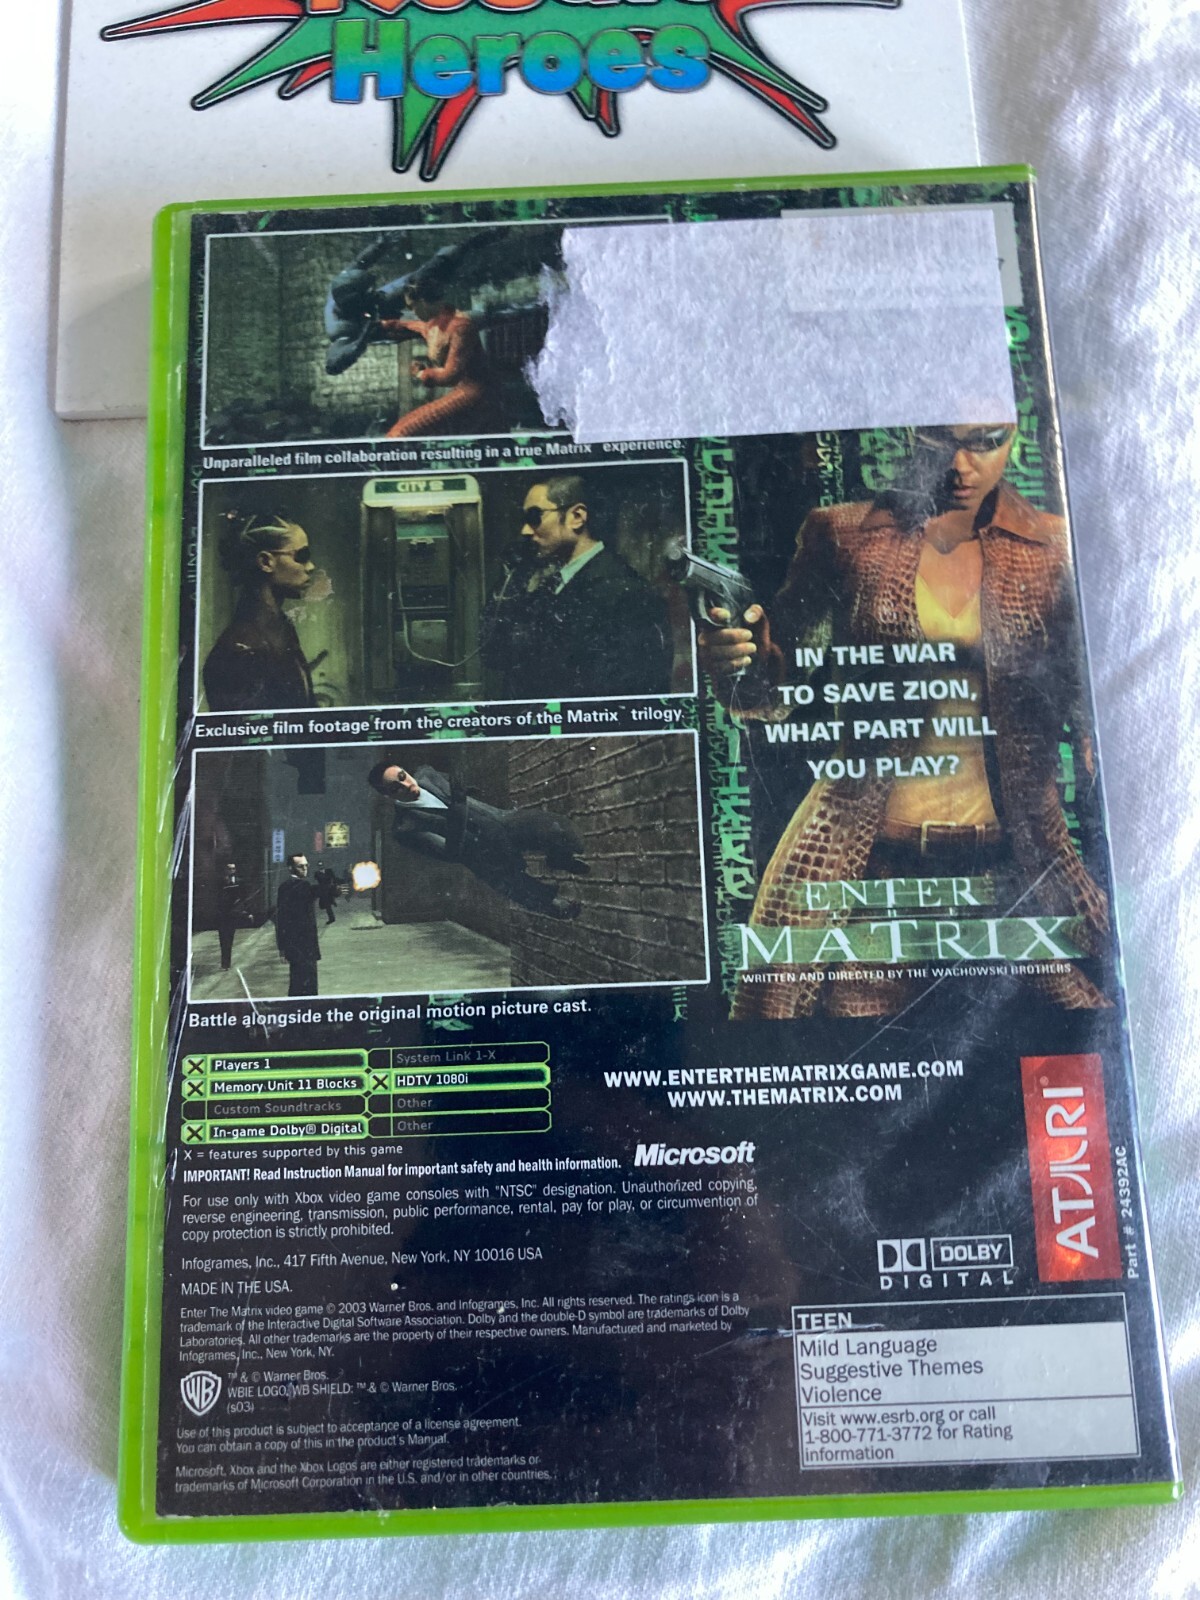 Heroes
Unparalleled film collaboration resulting in a true Matrix experience.
CITY
Exclusive film footage from the creators of the Matrix™ trilogy.
Battle alongside the original motion picture cast.
IN THE WAR
TO SAVE ZION,
WHAT PART WILL
YOU PLAY?
ENTER
THE
MATRIX
WRITTEN AND DIRECTED BY THE WACHOWSKI BROTHERS
X Players 1
System Link 1-X
X Memory Unit 11 Blocks
X HDTV 1080i
Custom Soundtracks
Other
X In-game Dolby® Digital
Other
X = features supported by this game
WWW.ENTERTHEMATRIXGAME.COM
WWW.THEMATRIX.COM
IMPORTANT! Read Instruction Manual for important safety and health information.
Microsoft
For use only with Xbox video game consoles with "NTSC" designation. Unauthorized copying,
reverse engineering, transmission, public performance, rental, pay for play, or circumvention of
copy protection is strictly prohibited.
Infogrames, Inc., 417 Fifth Avenue, New York, NY 10016 USA
MADE IN THE USA.
Enter The Matrix video game © 2003 Warner Bros. and Infogrames, Inc. All rights reserved. The ratings icon is a
trademark of the Interactive Digital Software Association. Dolby and the double-D symbol are trademarks of Dolby
Laboratories. All other trademarks are the property of their respective owners. Manufactured and marketed by
Infogrames, Inc., New York, NY.
WB
™ & © Warner Bros.
WBIE LOGO, WB SHIELD: ™ & © Warner Bros.
(s03)
Use of this product is subject to acceptance of a license agreement.
You can obtain a copy of this in the product's Manual.
Microsoft, Xbox and the Xbox Logos are either registered trademarks or
trademarks of Microsoft Corporation in the U.S. and/or in other countries.
ATARI®
Part # 24392AC
DOLBY
DIGITAL
TEEN
Mild Language
Suggestive Themes
Violence
Visit www.esrb.org or call
1-800-771-3772 for Rating
information